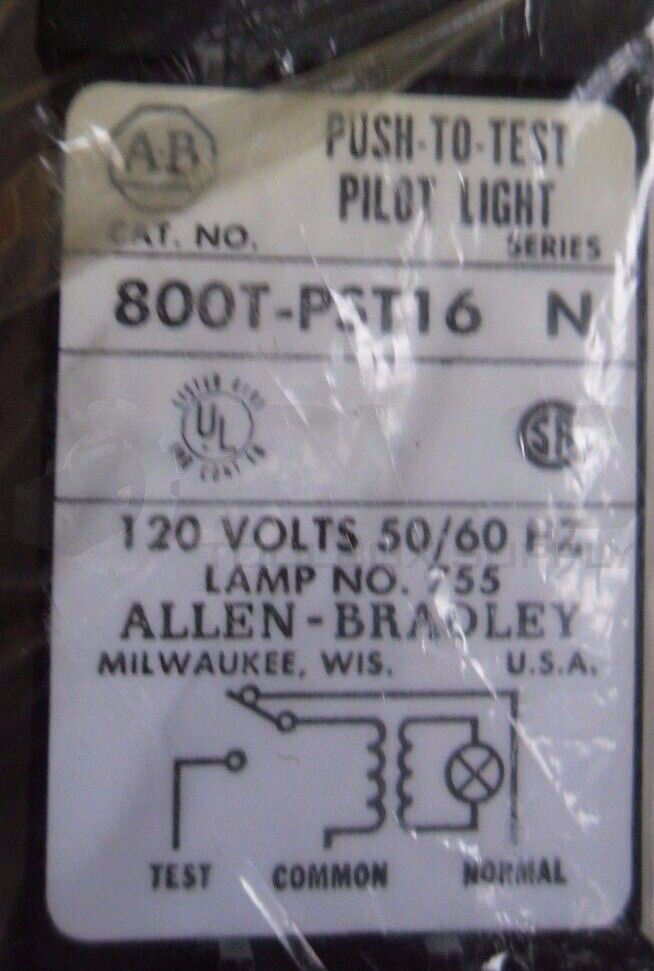 A-B
PUSH-TO-TEST
PILOT LIGHT
CAT. NO.
SERIES
800T-PST16 N
UL
120 VOLTS 50/60 HZ
LAMP NO. 755
ALLEN-BRADLEY
MILWAUKEE, WIS. U.S.A.
TEST COMMON NORMAL